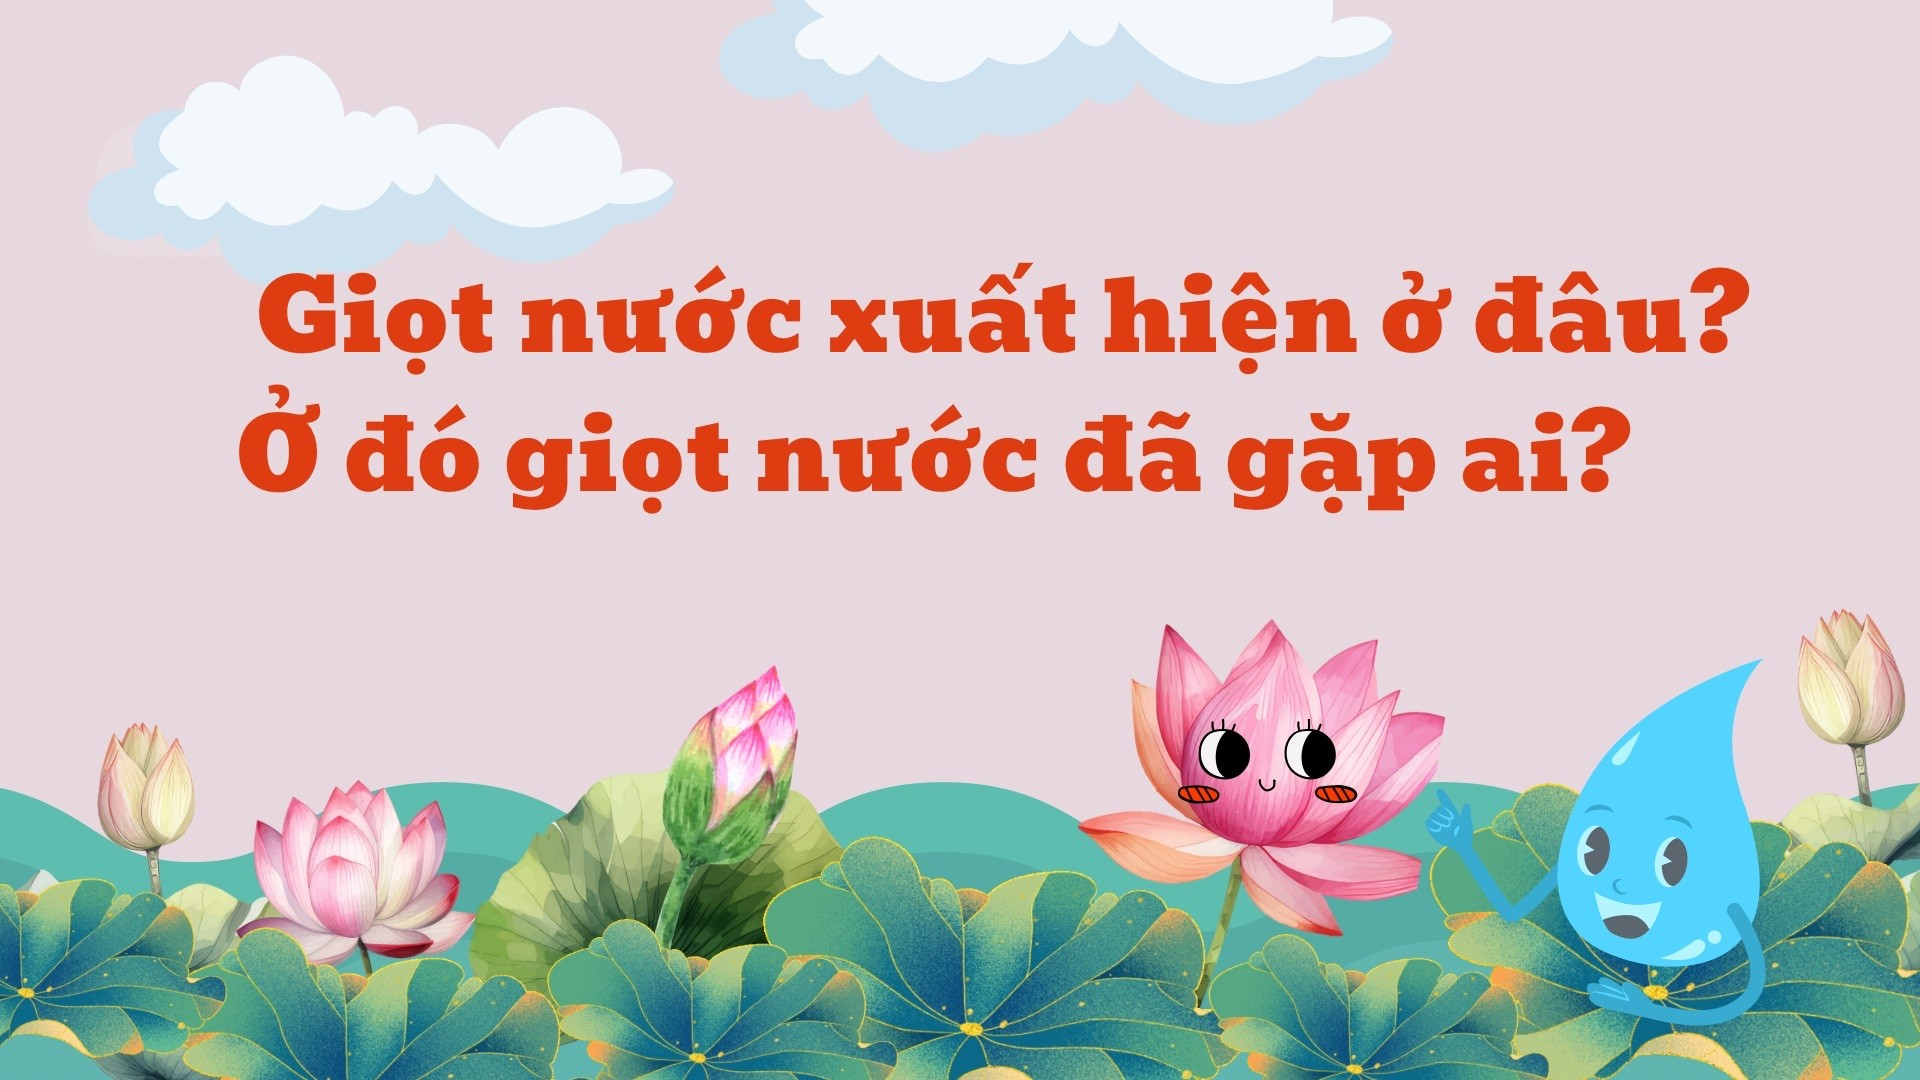 Giọt nước xuất hiện ở đâu?
Ở đó giọt nước đã gặp ai?